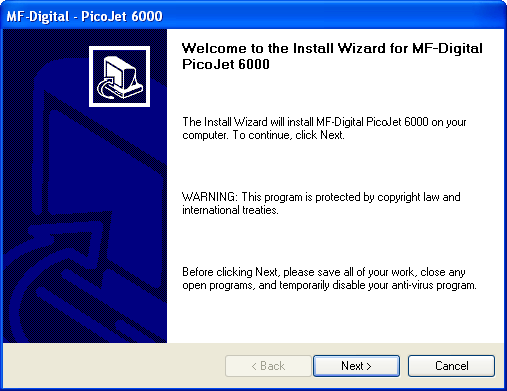 MF-Digital - PicoJet 6000
Welcome to the Install Wizard for MF-Digital
PicoJet 6000
The Install Wizard will install MF-Digital PicoJet 6000 on your
computer. To continue, click Next.
WARNING: This program is protected by copyright law and
international treaties.
Before clicking Next, please save all of your work, close any
open programs, and temporarily disable your anti-virus program.
< Back
Next >
Cancel